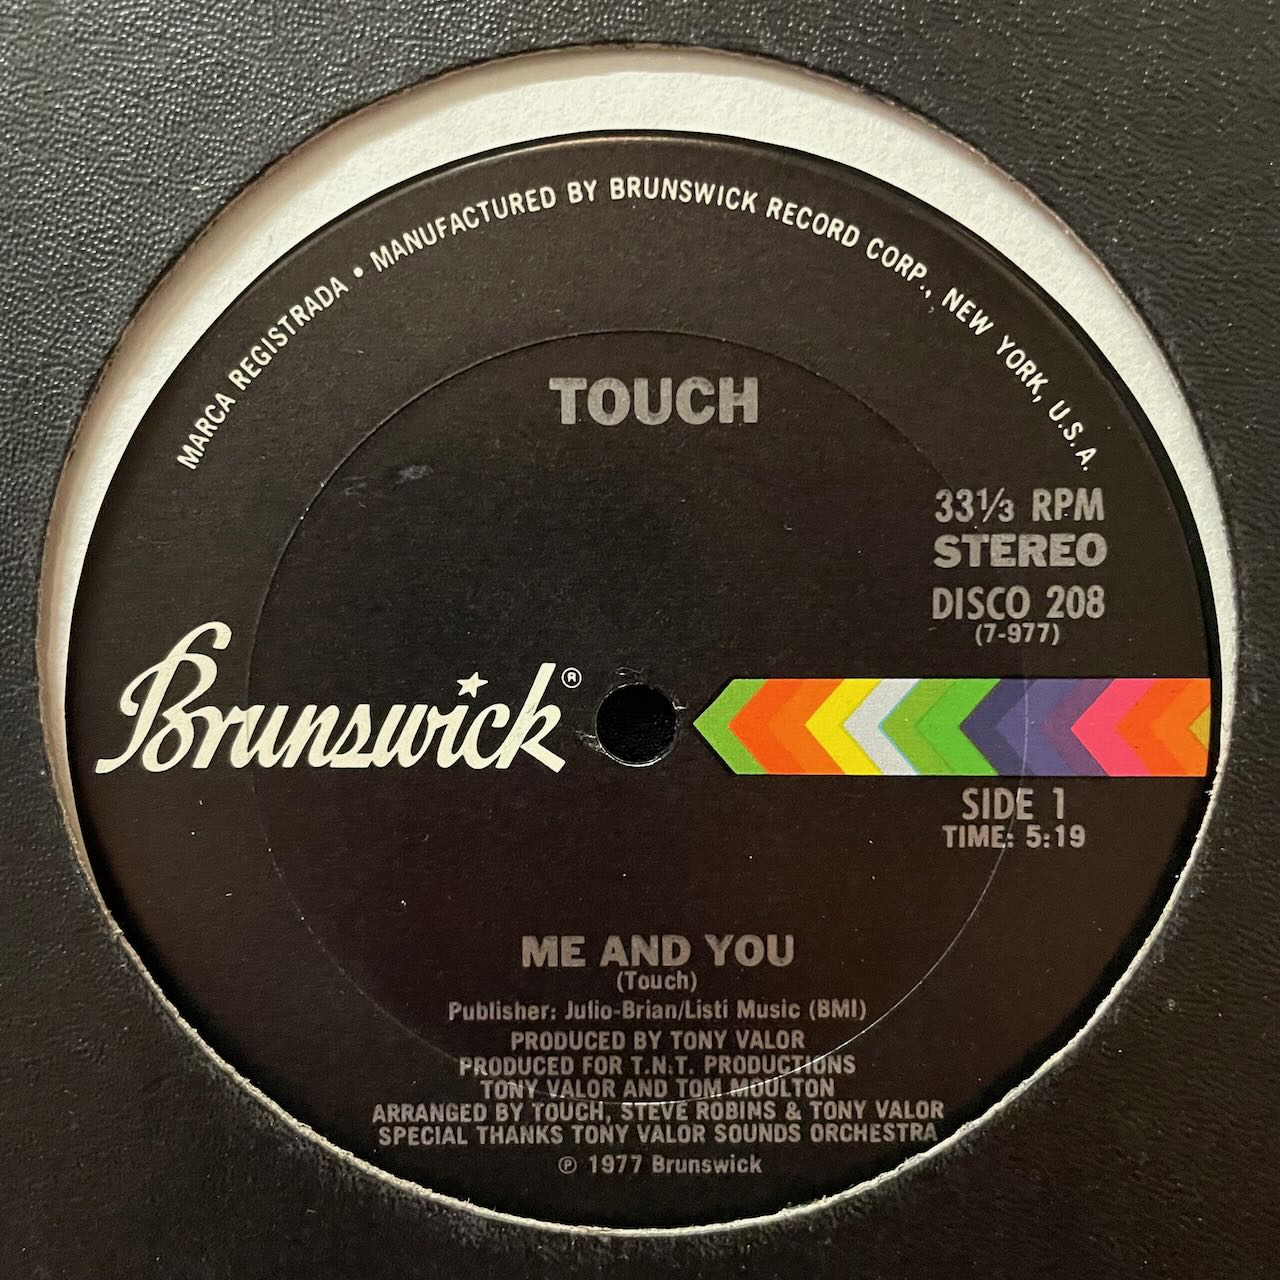 MARCA REGISTRADA • MANUFACTURED BY BRUNSWICK RECORD CORP., NEW YORK, U.S.A.
TOUCH
33⅓ RPM
STEREO
DISCO 208
(7-977)
Brunswick®
SIDE 1
TIME: 5:19
ME AND YOU
(Touch)
Publisher: Julio-Brian/Listi Music (BMI)
PRODUCED BY TONY VALOR
PRODUCED FOR T.N.T. PRODUCTIONS
TONY VALOR AND TOM MOULTON
ARRANGED BY TOUCH, STEVE ROBINS & TONY VALOR
SPECIAL THANKS TONY VALOR SOUNDS ORCHESTRA
℗ 1977 Brunswick